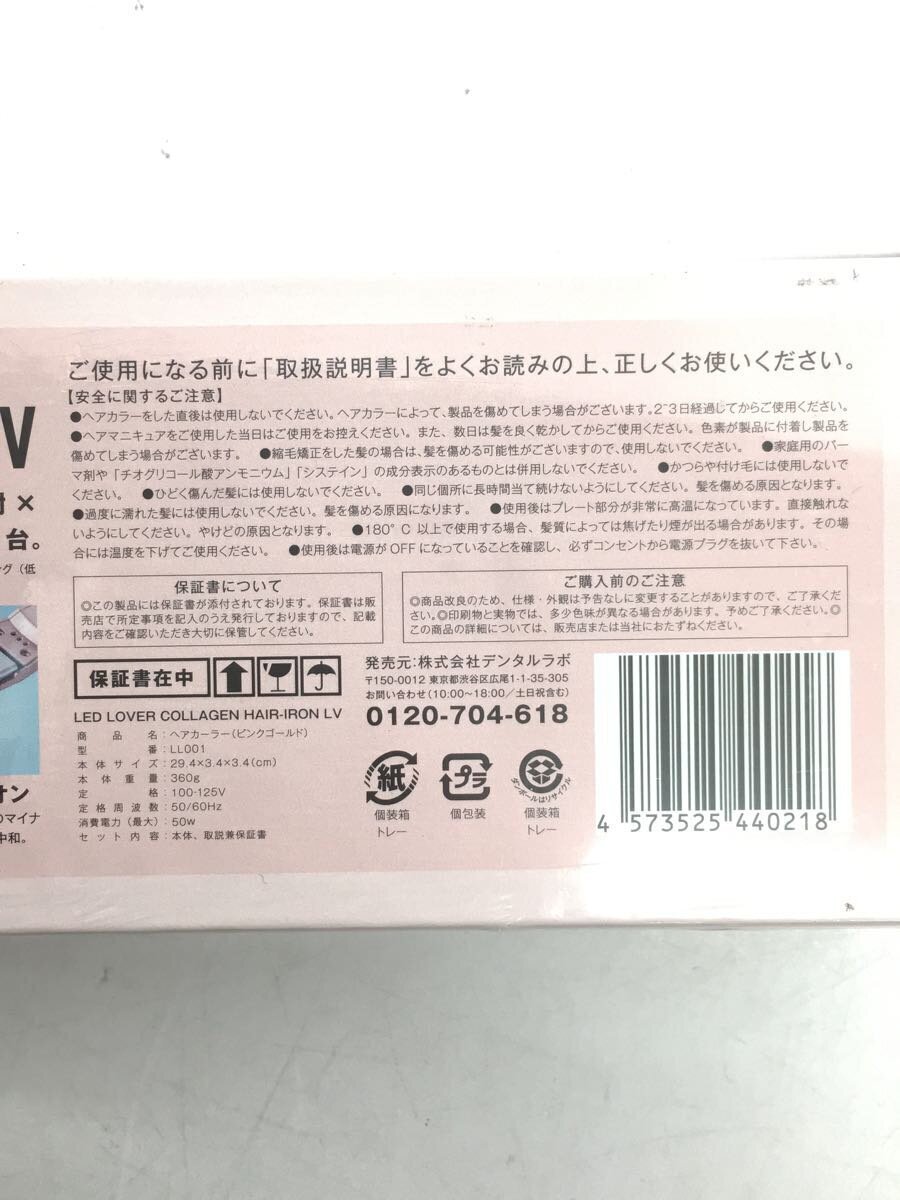 ご使用になる前に「取扱説明書」をよくお読みの上、正しくお使いください。
【安全に関するご注意】
●ヘアカラーをした直後は使用しないでください。ヘアカラーによって、製品を傷めてしまう場合がございます。2~3日経過してからご使用ください。
●ヘアマニキュアをご使用した当日はご使用をお控えください。また、数日は髪を良く乾かしてからご使用ください。色素が製品に付着し製品を
傷めてしまう場合がございます。 ●縮毛矯正をした髪の場合は、髪を傷める可能性がございますので、使用しないでください。 ●家庭用のパー
マ剤や「チオグリコール酸アンモニウム」「システイン」の成分表示のあるものとは併用しないでください。 ●かつらや付け毛には使用しないで
ください。 ●ひどく傷んだ髪には使用しないでください。 ●同じ個所に長時間当て続けないようにしてください。髪を傷める原因となります。
●過度に濡れた髪には使用しないでください。髪を傷める原因になります。 ●使用後はプレート部分が非常に高温になっています。直接触れな
いようにしてください。やけどの原因となります。 ●180°C以上で使用する場合、髪質によっては焦げたり煙が出る場合があります。その場
合には温度を下げてご使用ください。 ●使用後は電源がOFFになっていることを確認し、必ずコンセントから電源プラグを抜いて下さい。
V
×
台。
ング（低
オン
のマイナ
中和。
保証書について
◎この製品には保証書が添付されております。保証書は販
売店で所定事項を記入のうえ発行しておりますので、記載
内容をご確認いただき大切に保管してください。
ご購入前のご注意
◎商品改良のため、仕様・外観は予告なしに変更することがありますので、ご了承くだ
さい。◎印刷物と実物では、多少色味が異なる場合があります。予めご了承ください。◎
この商品の詳細については、販売店または当社におたずねください。
保証書在中
LED LOVER COLLAGEN HAIR-IRON LV
商品名：ヘアカーラー（ピンクゴールド）
型番：LL001
本体サイズ：29.4×3.4×3.4(cm)
本体重量：360g
定格：100-125V
定格周波数：50/60Hz
消費電力（最大）：50w
セット内容：本体、取説兼保証書
発売元：株式会社デンタルラボ
〒150-0012 東京都渋谷区広尾1-1-35-305
お問い合わせ（10:00~18:00／土日祝含む）
0120-704-618
紙
個装箱
トレー
プラ
個包装
ダンボールはリサイクル
個装箱
トレー
4 573525 440218